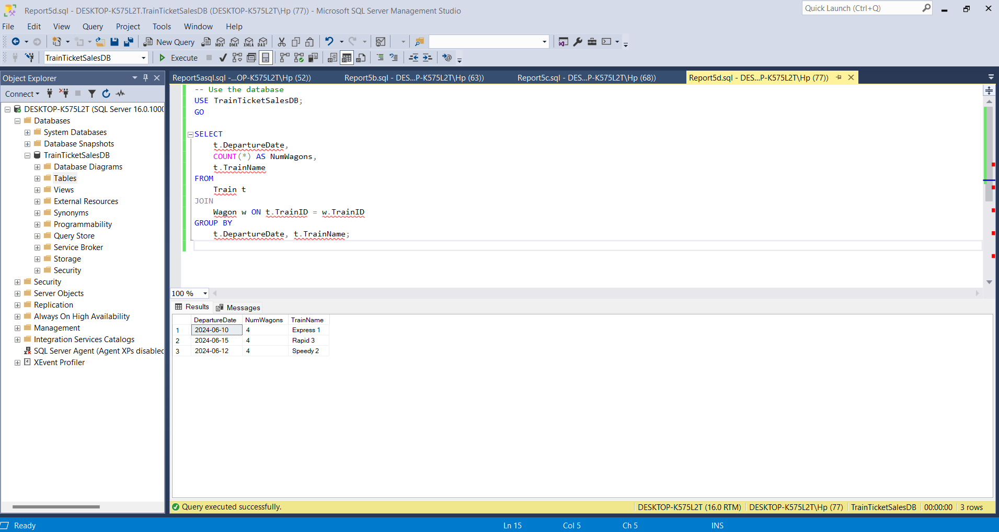 Report5d.sql - DESKTOP-K575L2T.TrainTicketSalesDB (DESKTOP-K575L2T\Hp (77)) - Microsoft SQL Server Management Studio
Quick Launch (Ctrl+Q)
File Edit View Query Project Tools Window Help
New Query MDX DMX XMLA DAX
TrainTicketSalesDB Execute
Object Explorer
Connect
DESKTOP-K575L2T (SQL Server 16.0.1000
Databases
System Databases
Database Snapshots
TrainTicketSalesDB
Database Diagrams
Tables
Views
External Resources
Synonyms
Programmability
Query Store
Service Broker
Storage
Security
Security
Server Objects
Replication
Always On High Availability
Management
Integration Services Catalogs
SQL Server Agent (Agent XPs disabled
XEvent Profiler
Report5asql.sql -...OP-K575L2T\Hp (52)) Report5b.sql - DES...P-K575L2T\Hp (63)) Report5c.sql - DES...P-K575L2T\Hp (68)) Report5d.sql - DES...P-K575L2T\Hp (77))
-- Use the database
USE TrainTicketSalesDB;
GO
SELECT
t.DepartureDate,
COUNT(*) AS NumWagons,
t.TrainName
FROM
Train t
JOIN
Wagon w ON t.TrainID = w.TrainID
GROUP BY
t.DepartureDate, t.TrainName;
100 %
Results Messages
DepartureDate NumWagons TrainName
1 2024-06-10 4 Express 1
2 2024-06-15 4 Rapid 3
3 2024-06-12 4 Speedy 2
Query executed successfully. DESKTOP-K575L2T (16.0 RTM) DESKTOP-K575L2T\Hp (77) TrainTicketSalesDB 00:00:00 3 rows
Ready Ln 15 Col 5 Ch 5 INS